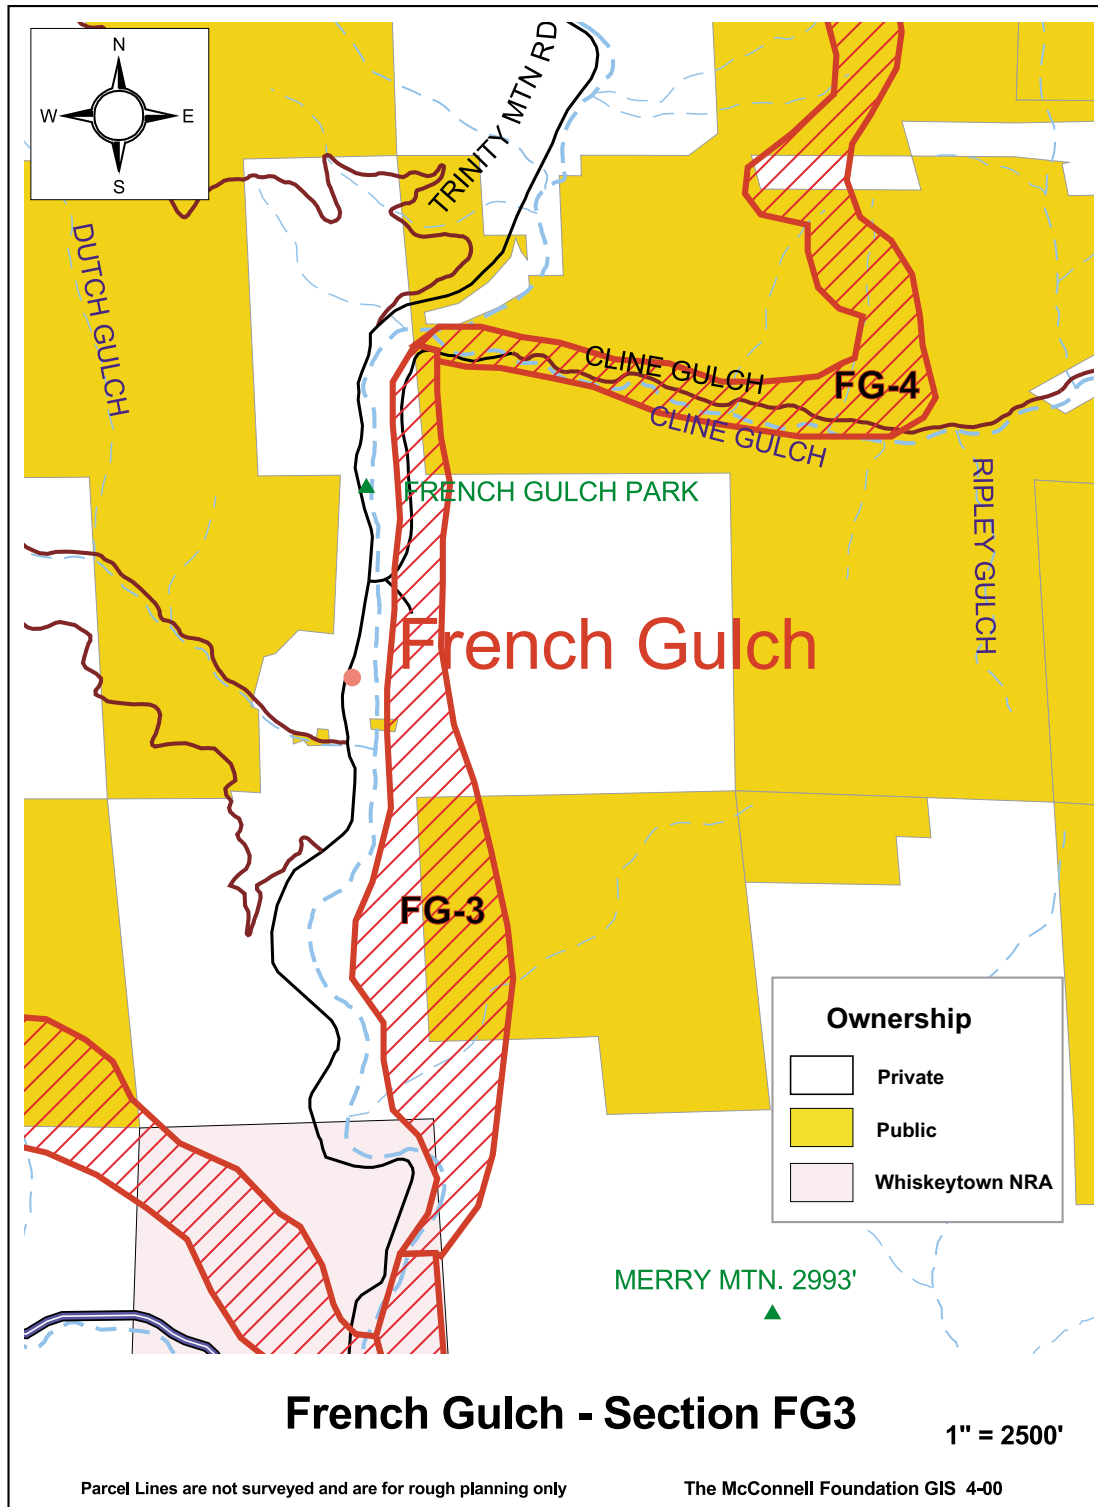 N
W E
S
TRINITY MTN RD
DUTCH GULCH
CLINE GULCH
FG-4
CLINE GULCH
RIPLEY GULCH
FRENCH GULCH PARK
French Gulch
FG-3
Ownership
Private
Public
Whiskeytown NRA
MERRY MTN. 2993'
French Gulch - Section FG3
1" = 2500'
Parcel Lines are not surveyed and are for rough planning only
The McConnell Foundation GIS 4-00